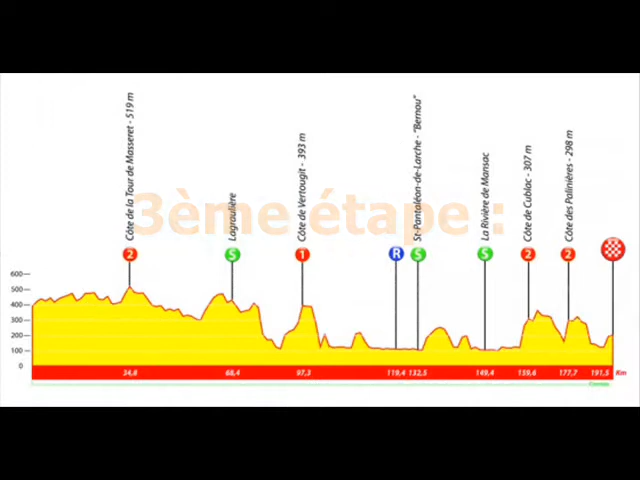 3ème étape :
Côte de la Tour de Masseret - 519 m
Lagraulière
Côte de Vertougit - 393 m
St-Pantaléon-de-Larche - "Bernou"
La Rivière de Mansac
Côte de Cublac - 307 m
Côte des Palinières - 298 m
2 S 1 R S S 2 2
600
500
400
300
200
100
0
34,8 68,4 97,3 119,4 132,5 149,4 159,6 177,7 191,5 Km